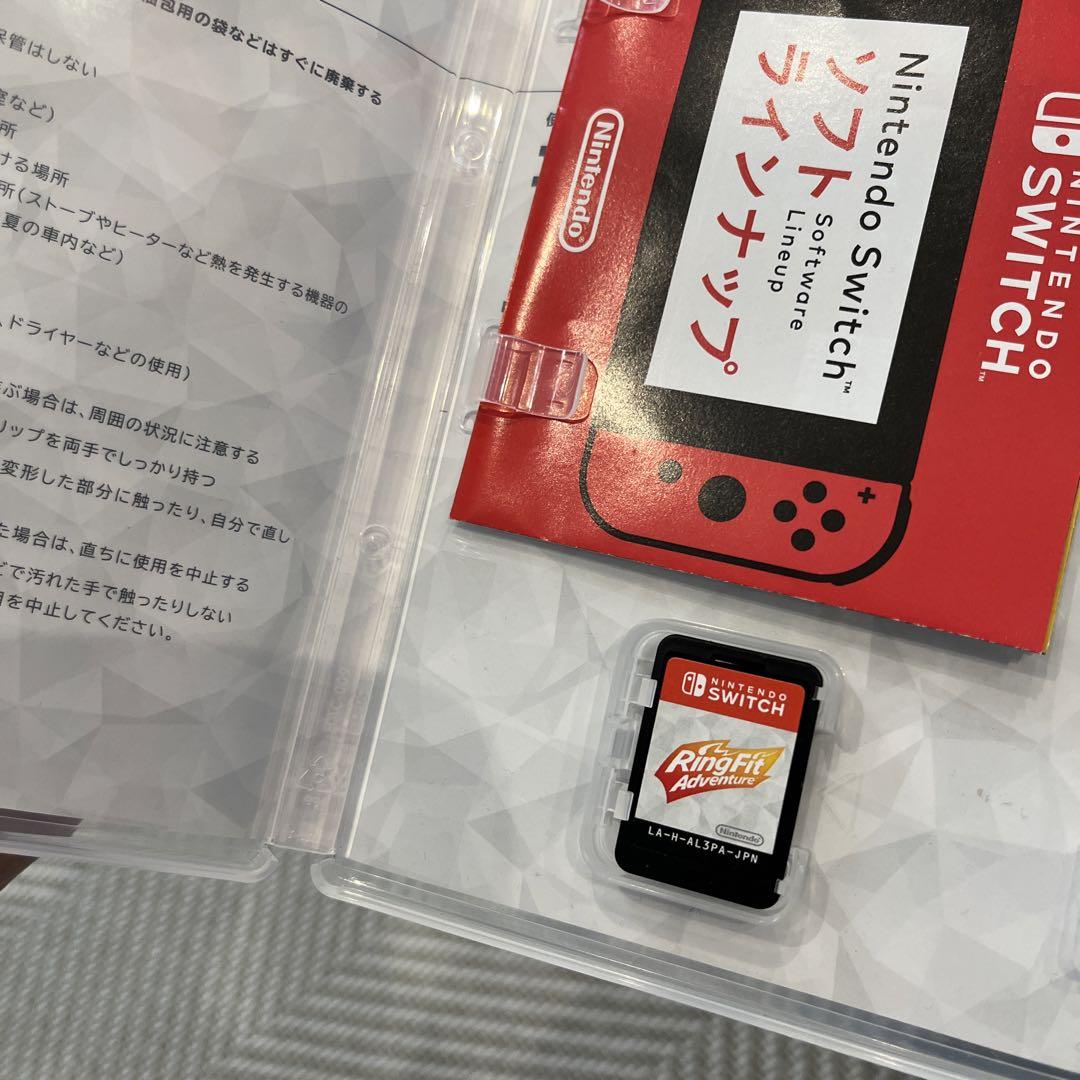 梱包用の袋などはすぐに廃棄する
保管はしない
室など)
所
ける場所
所(ストーブやヒーターなど熱を発生する機器の
夏の車内など)
、ドライヤーなどの使用)
ぶ場合は、周囲の状況に注意する
リップを両手でしっかり持つ
変形した部分に触ったり、自分で直し
た場合は、直ちに使用を中止する
どで汚れた手で触ったりしない
用を中止してください。
Nintendo
Nintendo Switch™
ソフト
Software
Lineup
ラインナップ
NINTENDO
SWITCH™
NINTENDO
SWITCH
RingFit
Adventure
Nintendo
LA-H-AL3PA-JPN